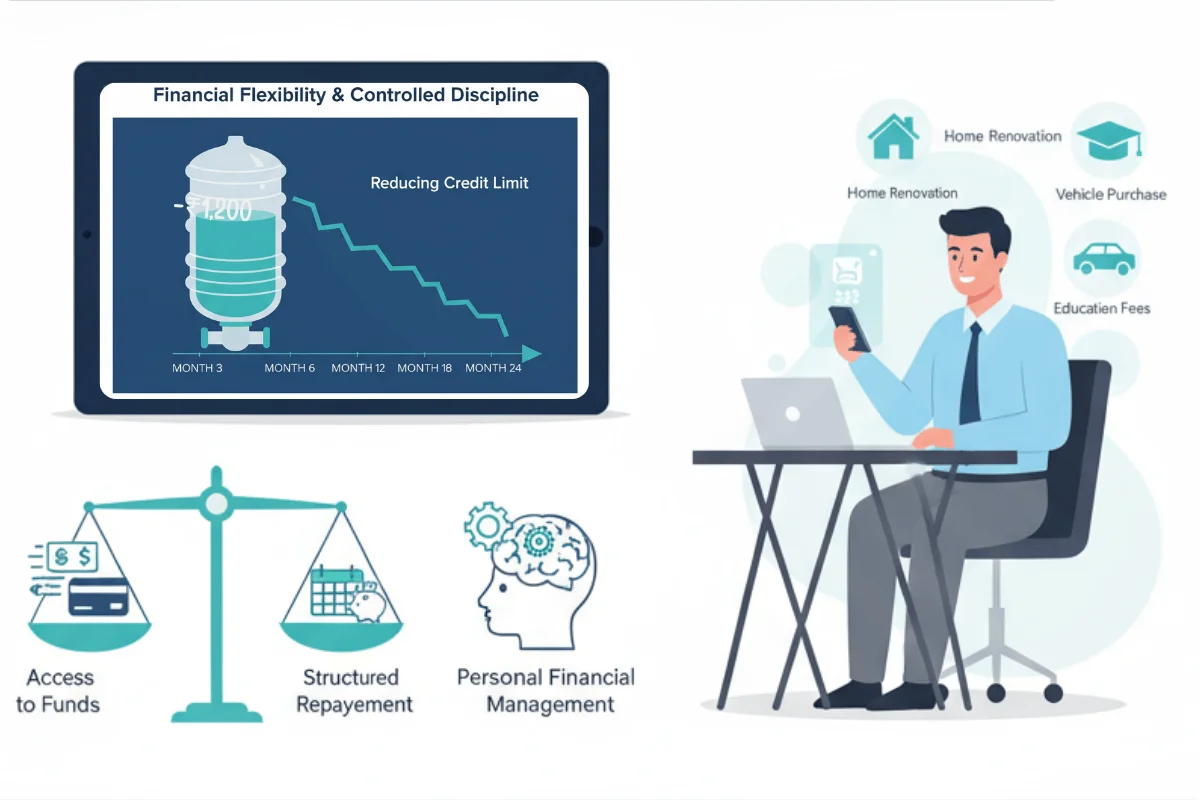 Financial Flexibility & Controlled Discipline
Reducing Credit Limit
-₹1,200
MONTH 3 MONTH 6 MONTH 12 MONTH 18 MONTH 24
Home Renovation
Home Renovation
Vehicle Purchase
Education Fees
$ $
Access
to Funds
Structured
Repayement
Personal Financial
Management